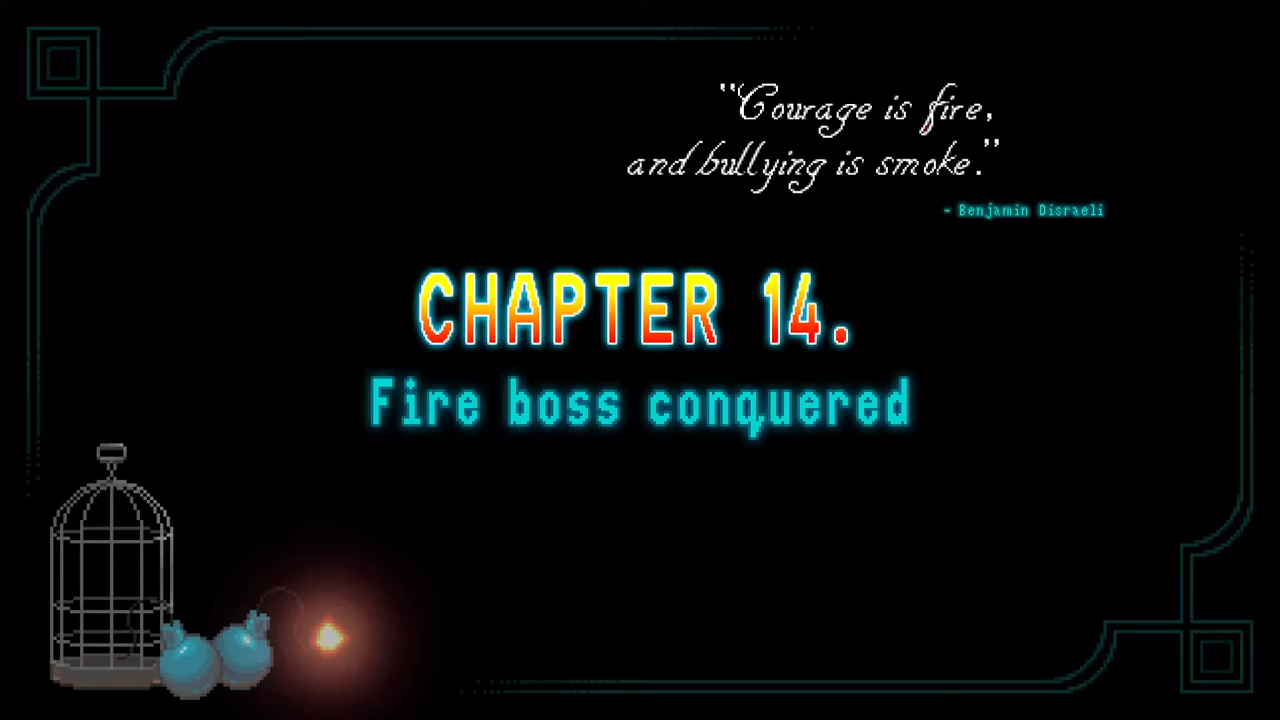 "Courage is fire,
and bullying is smoke."
- Benjamin Disraeli
CHAPTER 14.
Fire boss conquered